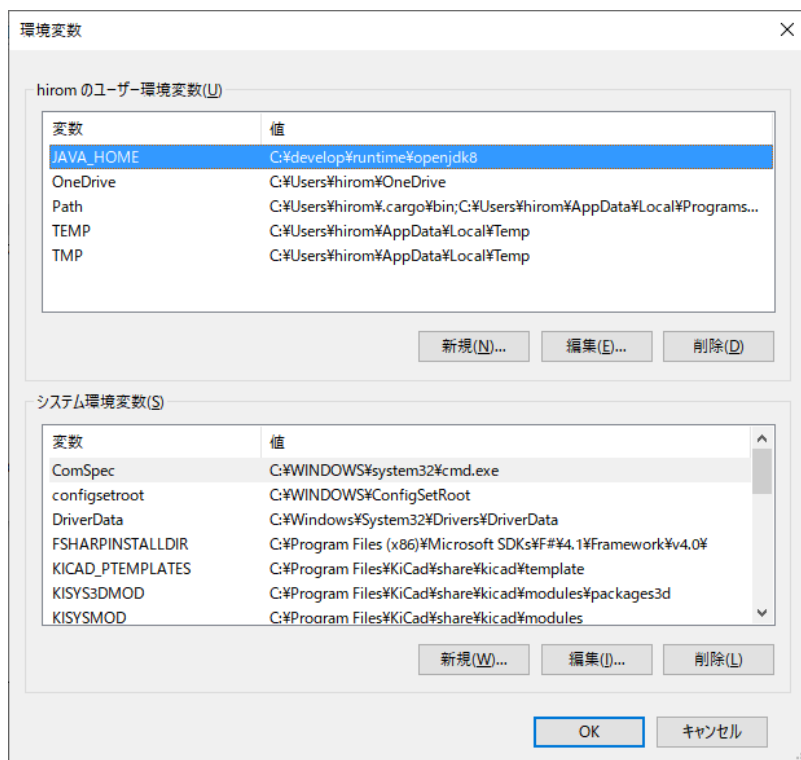 環境変数
hirom のユーザー環境変数(U)
変数 値
JAVA_HOME C:¥develop¥runtime¥openjdk8
OneDrive C:¥Users¥hirom¥OneDrive
Path C:¥Users¥hirom¥.cargo¥bin;C:¥Users¥hirom¥AppData¥Local¥Programs...
TEMP C:¥Users¥hirom¥AppData¥Local¥Temp
TMP C:¥Users¥hirom¥AppData¥Local¥Temp
新規(N)... 編集(E)... 削除(D)
システム環境変数(S)
変数 値
ComSpec C:¥WINDOWS¥system32¥cmd.exe
configsetroot C:¥WINDOWS¥ConfigSetRoot
DriverData C:¥Windows¥System32¥Drivers¥DriverData
FSHARPINSTALLDIR C:¥Program Files (x86)¥Microsoft SDKs¥F#¥4.1¥Framework¥v4.0¥
KICAD_PTEMPLATES C:¥Program Files¥KiCad¥share¥kicad¥template
KISYS3DMOD C:¥Program Files¥KiCad¥share¥kicad¥modules¥packages3d
KISYSMOD C:¥Program Files¥KiCad¥share¥kicad¥modules
新規(W)... 編集(I)... 削除(L)
OK キャンセル